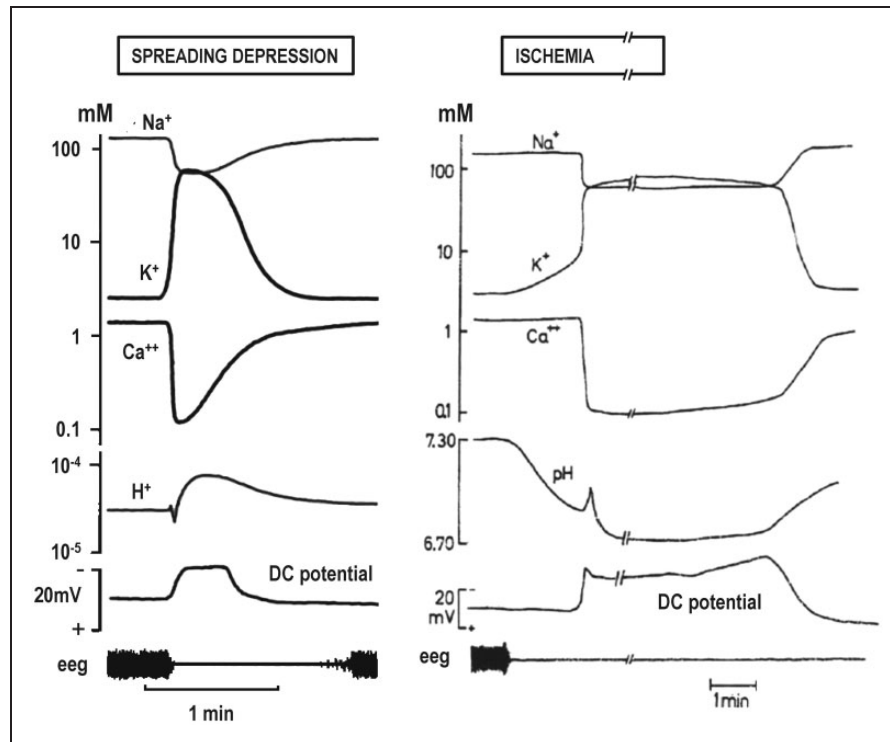 SPREADING DEPRESSION
mM
Na⁺
100
10
K⁺
1
Ca⁺⁺
0.1
10⁻⁴
H⁺
10⁻⁵
-
DC potential
20mV
+
eeg
1 min
ISCHEMIA
mM
Na⁺
100
10
K⁺
1
Ca⁺⁺
0.1
7.30
pH
6.70
-
20
mV
+
DC potential
eeg
1 min